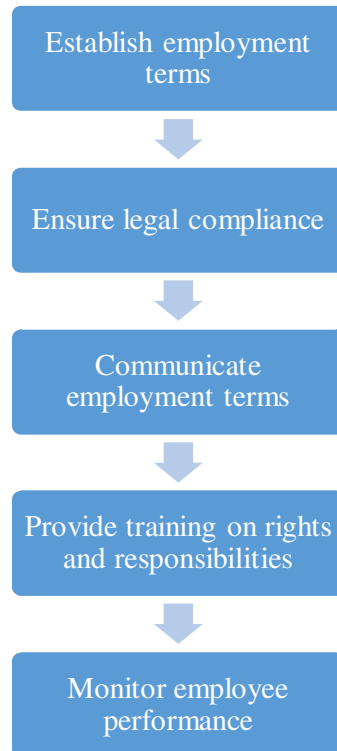 Establish employment
terms
Ensure legal compliance
Communicate
employment terms
Provide training on rights
and responsibilities
Monitor employee
performance